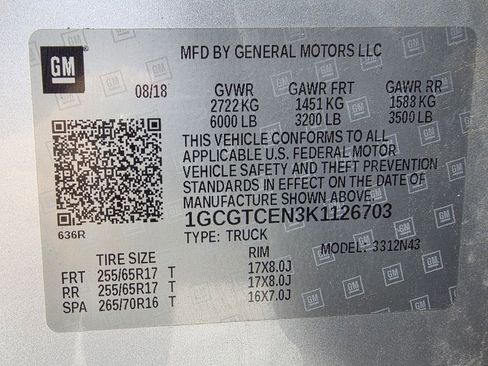 GM
MFD BY GENERAL MOTORS LLC
08/18 GVWR GAWR FRT GAWR RR
2722 KG 1451 KG 1588 KG
6000 LB 3200 LB 3500 LB
THIS VEHICLE CONFORMS TO ALL
APPLICABLE U.S. FEDERAL MOTOR
VEHICLE SAFETY AND THEFT
PREVENTION STANDARDS
IN EFFECT ON THE DATE OF
MANUFACTURE SHOWN ABOVE.
1GCGTCEN3K1126703
636R
TYPE: TRUCK MODEL: 3312N43
TIRE SIZE RIM
FRT 255/65R17 T 17X8.0J
RR 255/65R17 T 17X8.0J
SPA 265/70R16 T 16X7.0J